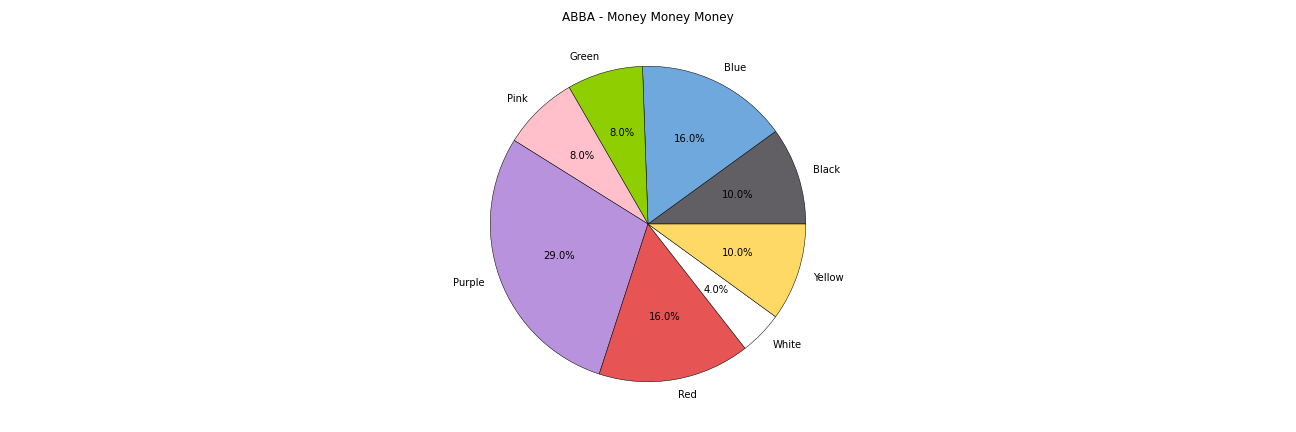 ABBA - Money Money Money
Green
Blue
Pink
8.0%
16.0%
8.0%
Black
10.0%
29.0%
10.0%
Purple
Yellow
4.0%
16.0%
White
Red